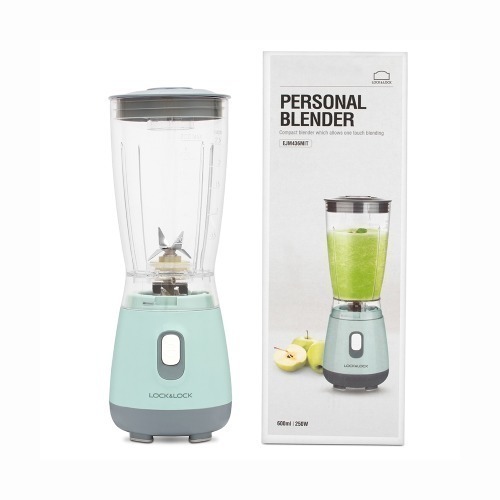 LOCK&LOCK
PERSONAL
BLENDER
Compact blender which allows one touch blending
EJM436MIT
600ml | 250W
LOCK&LOCK